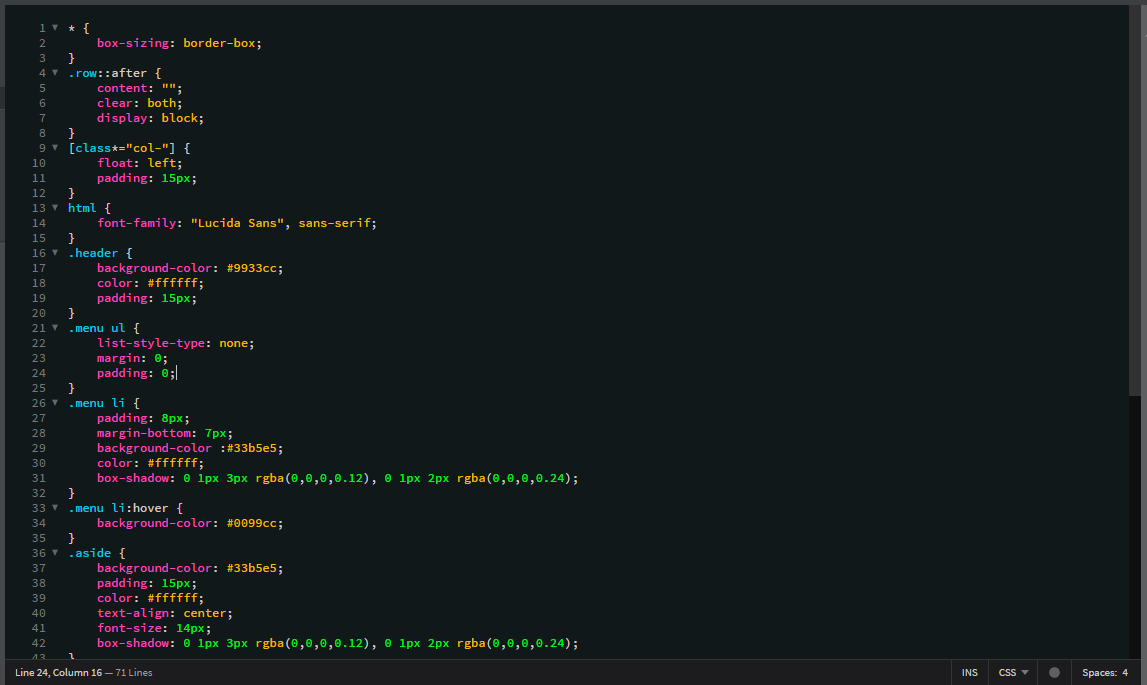 1 * {
2     box-sizing: border-box;
3 }
4 .row::after {
5     content: "";
6     clear: both;
7     display: block;
8 }
9 [class*="col-"] {
10     float: left;
11     padding: 15px;
12 }
13 html {
14     font-family: "Lucida Sans", sans-serif;
15 }
16 .header {
17     background-color: #9933cc;
18     color: #ffffff;
19     padding: 15px;
20 }
21 .menu ul {
22     list-style-type: none;
23     margin: 0;
24     padding: 0;
25 }
26 .menu li {
27     padding: 8px;
28     margin-bottom: 7px;
29     background-color :#33b5e5;
30     color: #ffffff;
31     box-shadow: 0 1px 3px rgba(0,0,0,0.12), 0 1px 2px rgba(0,0,0,0.24);
32 }
33 .menu li:hover {
34     background-color: #0099cc;
35 }
36 .aside {
37     background-color: #33b5e5;
38     padding: 15px;
39     color: #ffffff;
40     text-align: center;
41     font-size: 14px;
42     box-shadow: 0 1px 3px rgba(0,0,0,0.12), 0 1px 2px rgba(0,0,0,0.24);
43 }
Line 24, Column 16 — 71 Lines INS CSS Spaces: 4